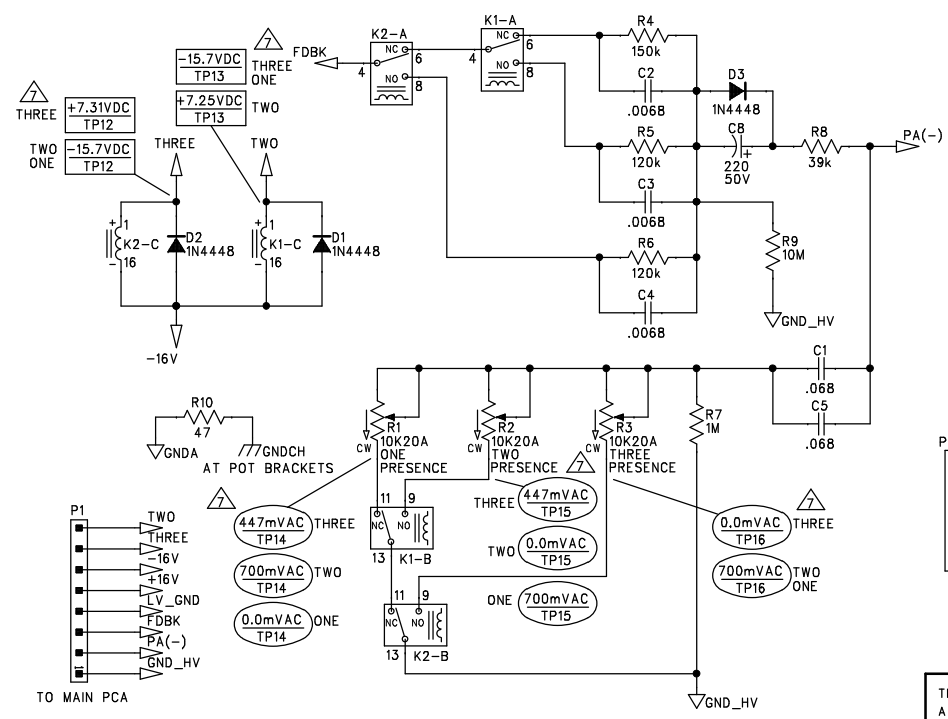 K2-A
NC
4
6
NO
8
K1-A
NC
4
6
NO
8
R4
150k
C2
.0068
R5
120k
C3
.0068
R6
120k
C4
.0068
D3
1N4448
C8
+
220
50V
R8
39k
PA(-)
R9
10M
GND_HV
7
FDBK
-15.7VDC
TP13
THREE
ONE
+7.25VDC
TP13
TWO
7
THREE
+7.31VDC
TP12
TWO
ONE
-15.7VDC
TP12
THREE
TWO
+
1
K2-C
-
16
D2
1N4448
+
1
K1-C
-
16
D1
1N4448
-16V
C1
.068
C5
.068
R10
47
GNDA
GNDCH
AT POT BRACKETS
R1
10K20A
ONE
PRESENCE
CW
R2
10K20A
TWO
PRESENCE
CW
R3
10K20A
THREE
PRESENCE
CW
R7
1M
7
447mVAC
TP14
THREE
700mVAC
TP14
TWO
0.0mVAC
TP14
ONE
11
9
NC
NO
13
K1-B
11
9
NC
NO
13
K2-B
7
THREE
447mVAC
TP15
TWO
0.0mVAC
TP15
ONE
700mVAC
TP15
7
0.0mVAC
TP16
THREE
700mVAC
TP16
TWO
ONE
GND_HV
P1
TWO
THREE
-16V
+16V
LV_GND
FDBK
PA(-)
GND_HV
1
TO MAIN PCA
P
A